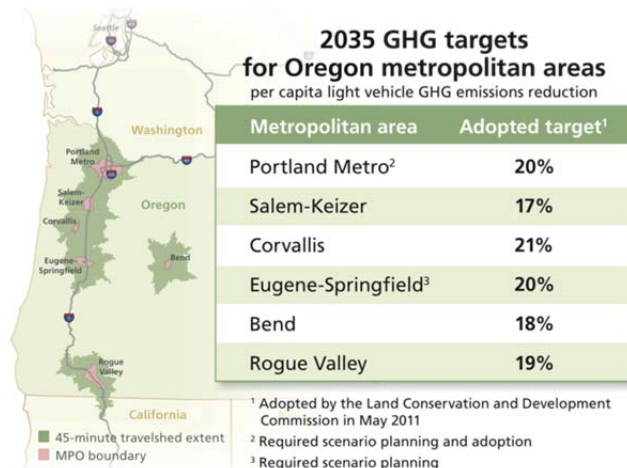 2035 GHG targets
for Oregon metropolitan areas
per capita light vehicle GHG emissions reduction
Metropolitan area Adopted target¹
Portland Metro² 20%
Salem-Keizer 17%
Corvallis 21%
Eugene-Springfield³ 20%
Bend 18%
Rogue Valley 19%
¹ Adopted by the Land Conservation and Development
Commission in May 2011
² Required scenario planning and adoption
³ Required scenario planning
Seattle
Washington
Portland
Metro
Salem-
Keizer
Oregon
Corvallis
Eugene-
Springfield
Bend
Rogue
Valley
California
45-minute travelshed extent
MPO boundary